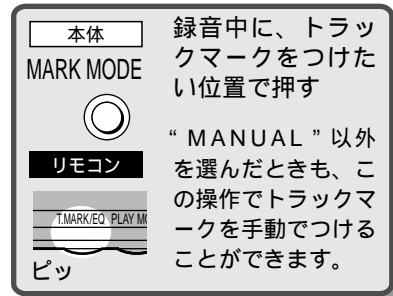 本体
MARK MODE
リモコン
T.MARK/EQ PLAY MO
ピッ
録音中に、トラッ
クマークをつけた
い位置で押す
“MANUAL”以外
を選んだときも、こ
の操作でトラックマ
ークを手動でつける
ことができます。